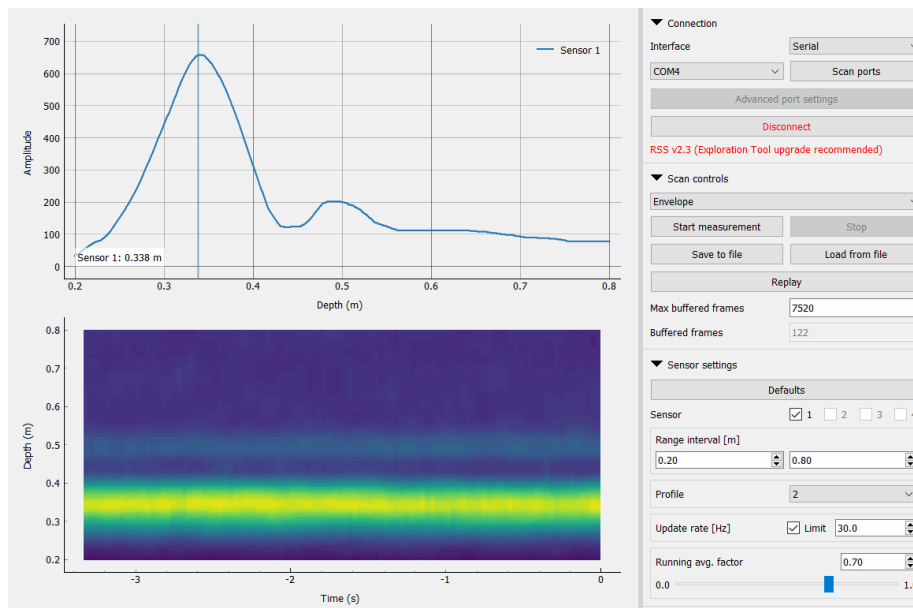 700
600
500
400
300
200
100
0
Amplitude
Sensor 1
Sensor 1: 0.338 m
0.2 0.3 0.4 0.5 0.6 0.7 0.8
Depth (m)
0.8
0.7
0.6
0.5
0.4
0.3
0.2
Depth (m)
-3 -2 -1 0
Time (s)
Connection
Interface Serial
COM4 Scan ports
Advanced port settings
Disconnect
RSS v2.3 (Exploration Tool upgrade recommended)
Scan controls
Envelope
Start measurement Stop
Save to file Load from file
Replay
Max buffered frames 7520
Buffered frames 122
Sensor settings
Defaults
Sensor 1 2 3
Range interval [m]
0.20 0.80
Profile 2
Update rate [Hz] Limit 30.0
Running avg. factor 0.70
0.0